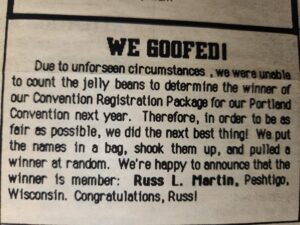 WE GOOFED!
Due to unforseen circumstances , we were unable
to count the jelly beans to determine the winner of
our Convention Registration Package for our Portland
Convention next year. Therefore, in order to be as
fair as possible, we did the next best thing! We put
the names in a bag, shook them up, and pulled a
winner at random. We're happy to announce that the
winner is member: Russ L. Martin, Peshtigo,
Wisconsin. Congratulations, Russ!